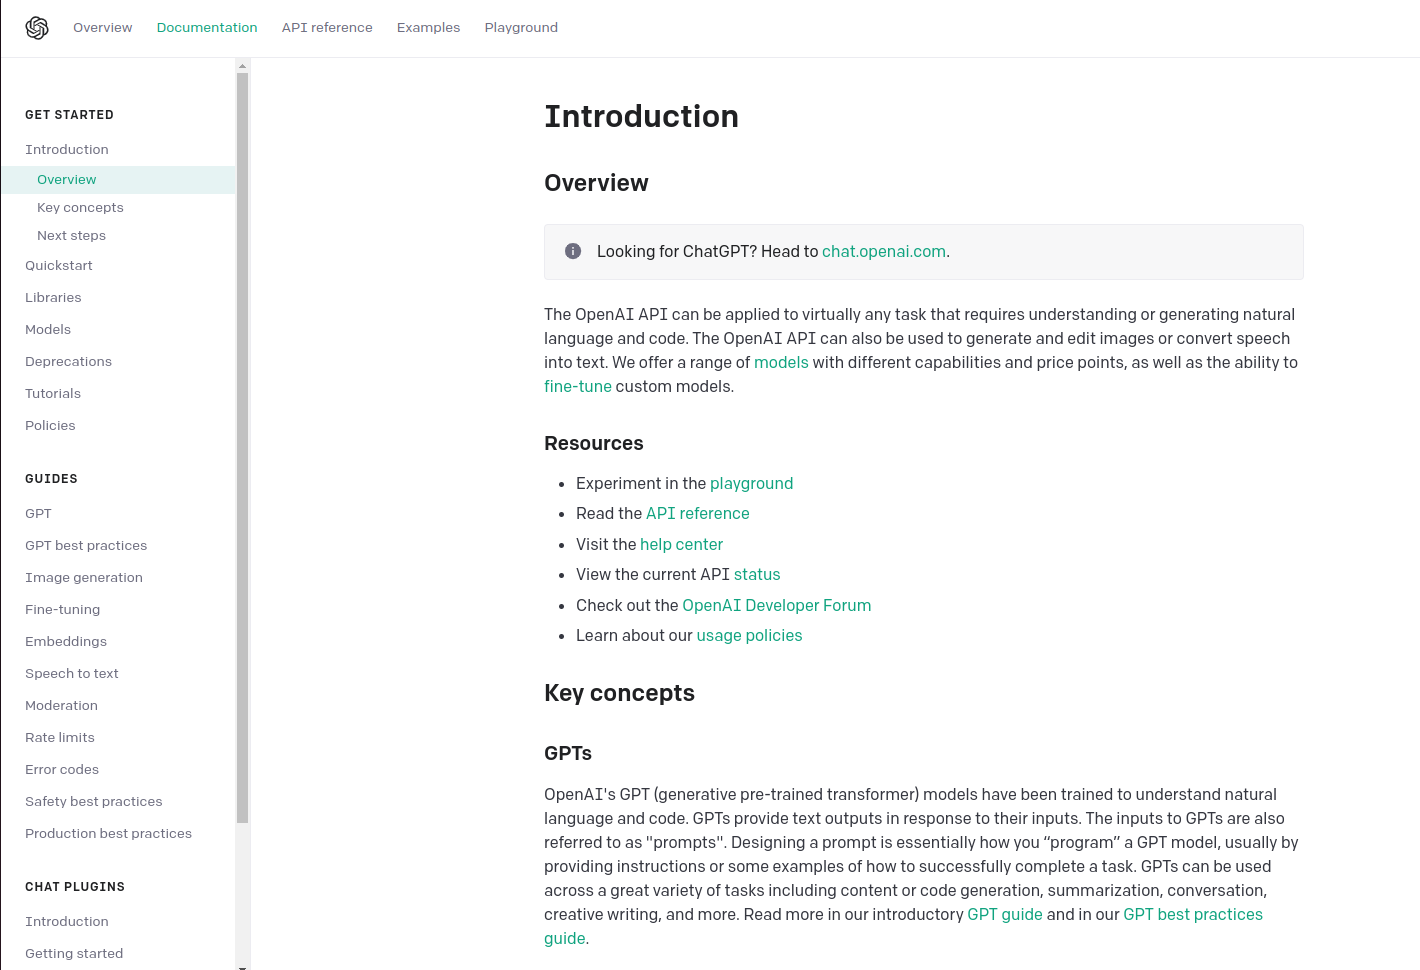 Overview Documentation API reference Examples Playground
GET STARTED
Introduction
Overview
Key concepts
Next steps
Quickstart
Libraries
Models
Deprecations
Tutorials
Policies
GUIDES
GPT
GPT best practices
Image generation
Fine-tuning
Embeddings
Speech to text
Moderation
Rate limits
Error codes
Safety best practices
Production best practices
CHAT PLUGINS
Introduction
Getting started
Introduction
Overview
Looking for ChatGPT? Head to chat.openai.com.
The OpenAI API can be applied to virtually any task that requires understanding or generating natural
language and code. The OpenAI API can also be used to generate and edit images or convert speech
into text. We offer a range of models with different capabilities and price points, as well as the ability to
fine-tune custom models.
Resources
• Experiment in the playground
• Read the API reference
• Visit the help center
• View the current API status
• Check out the OpenAI Developer Forum
• Learn about our usage policies
Key concepts
GPTs
OpenAI's GPT (generative pre-trained transformer) models have been trained to understand natural
language and code. GPTs provide text outputs in response to their inputs. The inputs to GPTs are also
referred to as "prompts". Designing a prompt is essentially how you “program” a GPT model, usually by
providing instructions or some examples of how to successfully complete a task. GPTs can be used
across a great variety of tasks including content or code generation, summarization, conversation,
creative writing, and more. Read more in our introductory GPT guide and in our GPT best practices
guide.